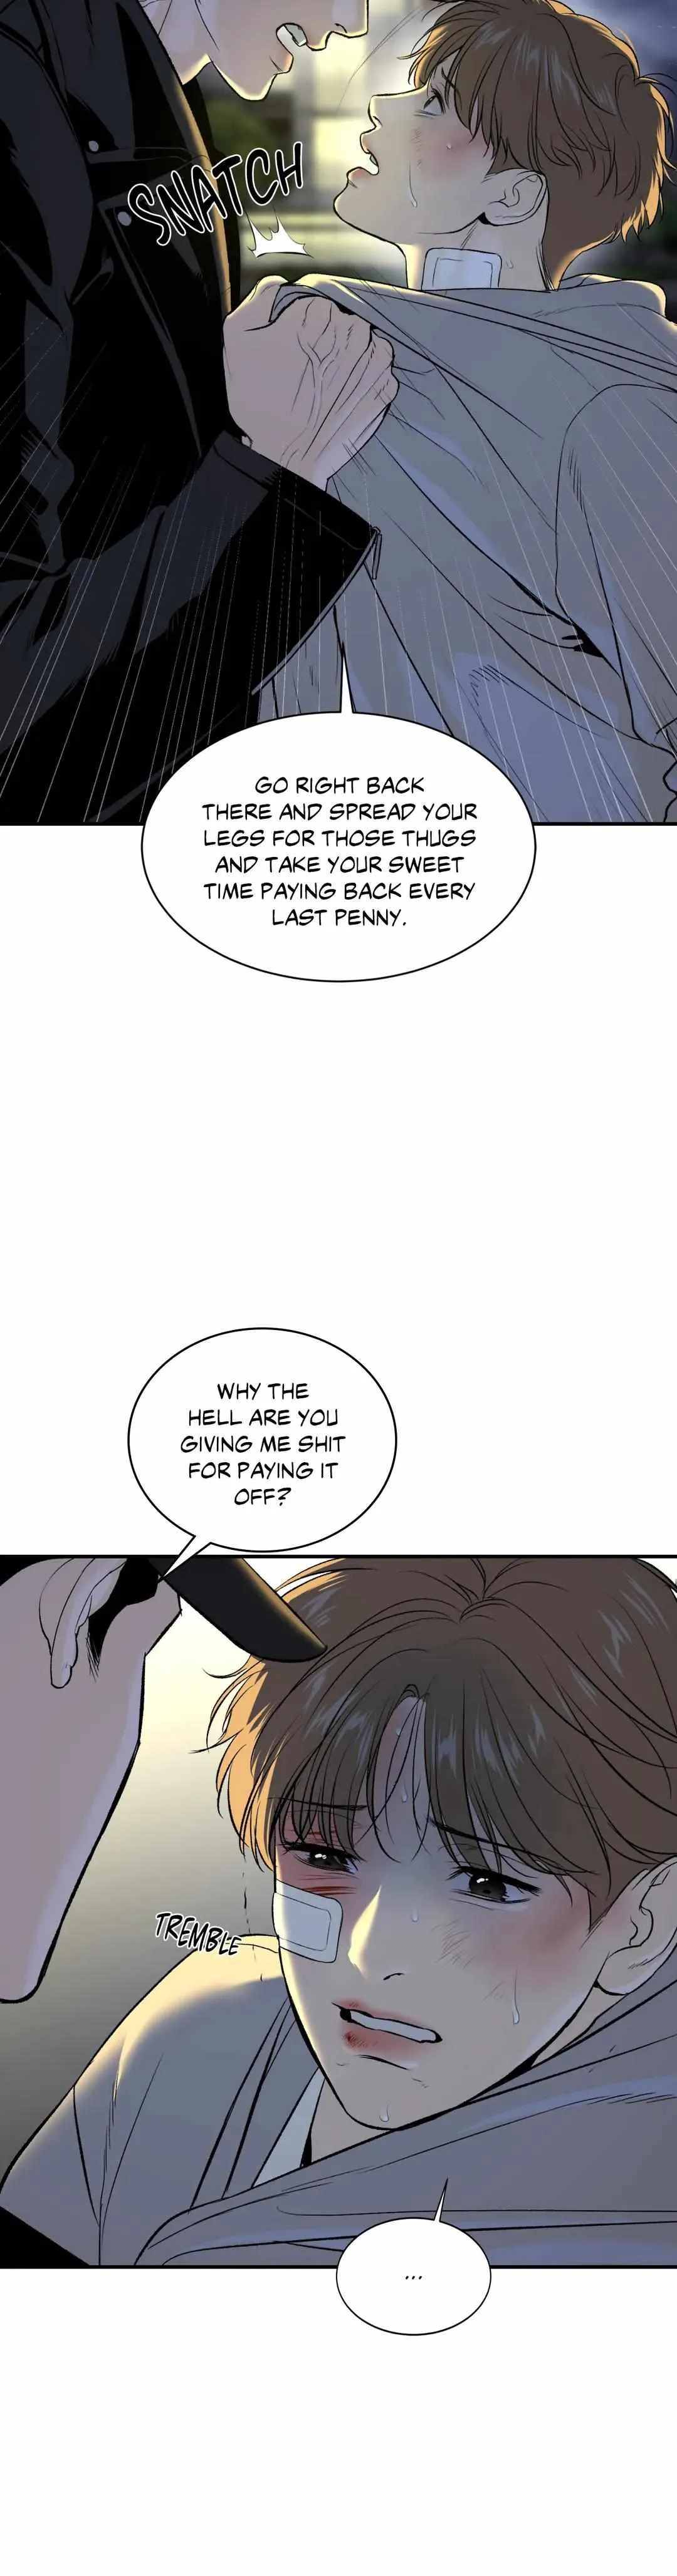 SNATCH
GO RIGHT BACK
THERE AND SPREAD YOUR
LEGS FOR THOSE THUGS
AND TAKE YOUR SWEET
TIME PAYING BACK EVERY
LAST PENNY.
WHY THE
HELL ARE YOU
GIVING ME SHIT
FOR PAYING IT
OFF?
TREMBLE
...